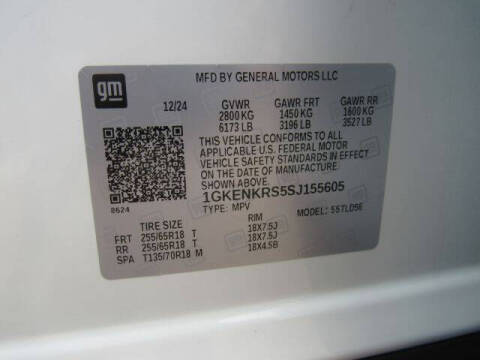 gm
MFD BY GENERAL MOTORS LLC
12/24 GVWR GAWR FRT GAWR RR
2800 KG 1450 KG 1600 KG
6173 LB 3196 LB 3527 LB
THIS VEHICLE CONFORMS TO ALL
APPLICABLE U.S. FEDERAL MOTOR
VEHICLE SAFETY STANDARDS IN EFFECT
ON THE DATE OF MANUFACTURE SHOWN ABOVE.
1GKENKRS5SJ155605
8624 TYPE: MPV MODEL:
TIRE SIZE RIM
FRT 255/65R18 T 18X7.5J
RR 255/65R18 T 18X7.5J
SPA T135/70R18 M 18X4.5B